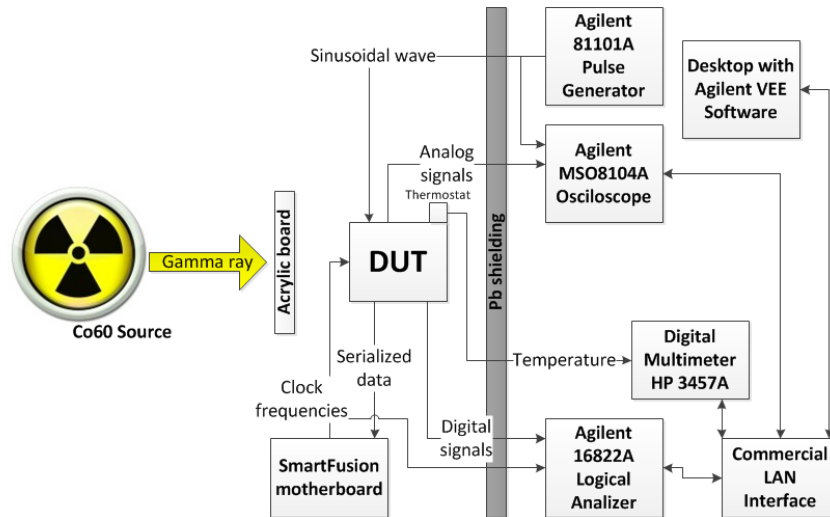 Agilent
81101A
Pulse
Generator
Desktop with
Agilent VEE
Software
Sinusoidal wave
Agilent
MSO8104A
Osciloscope
Analog
signals
Thermostat
DUT
Acrylic board
Pb shielding
Gamma ray
Co60 Source
Serialized
data
Temperature
Digital
Multimeter
HP 3457A
Clock
frequencies
Digital
signals
SmartFusion
motherboard
Agilent
16822A
Logical
Analizer
Commercial
LAN
Interface